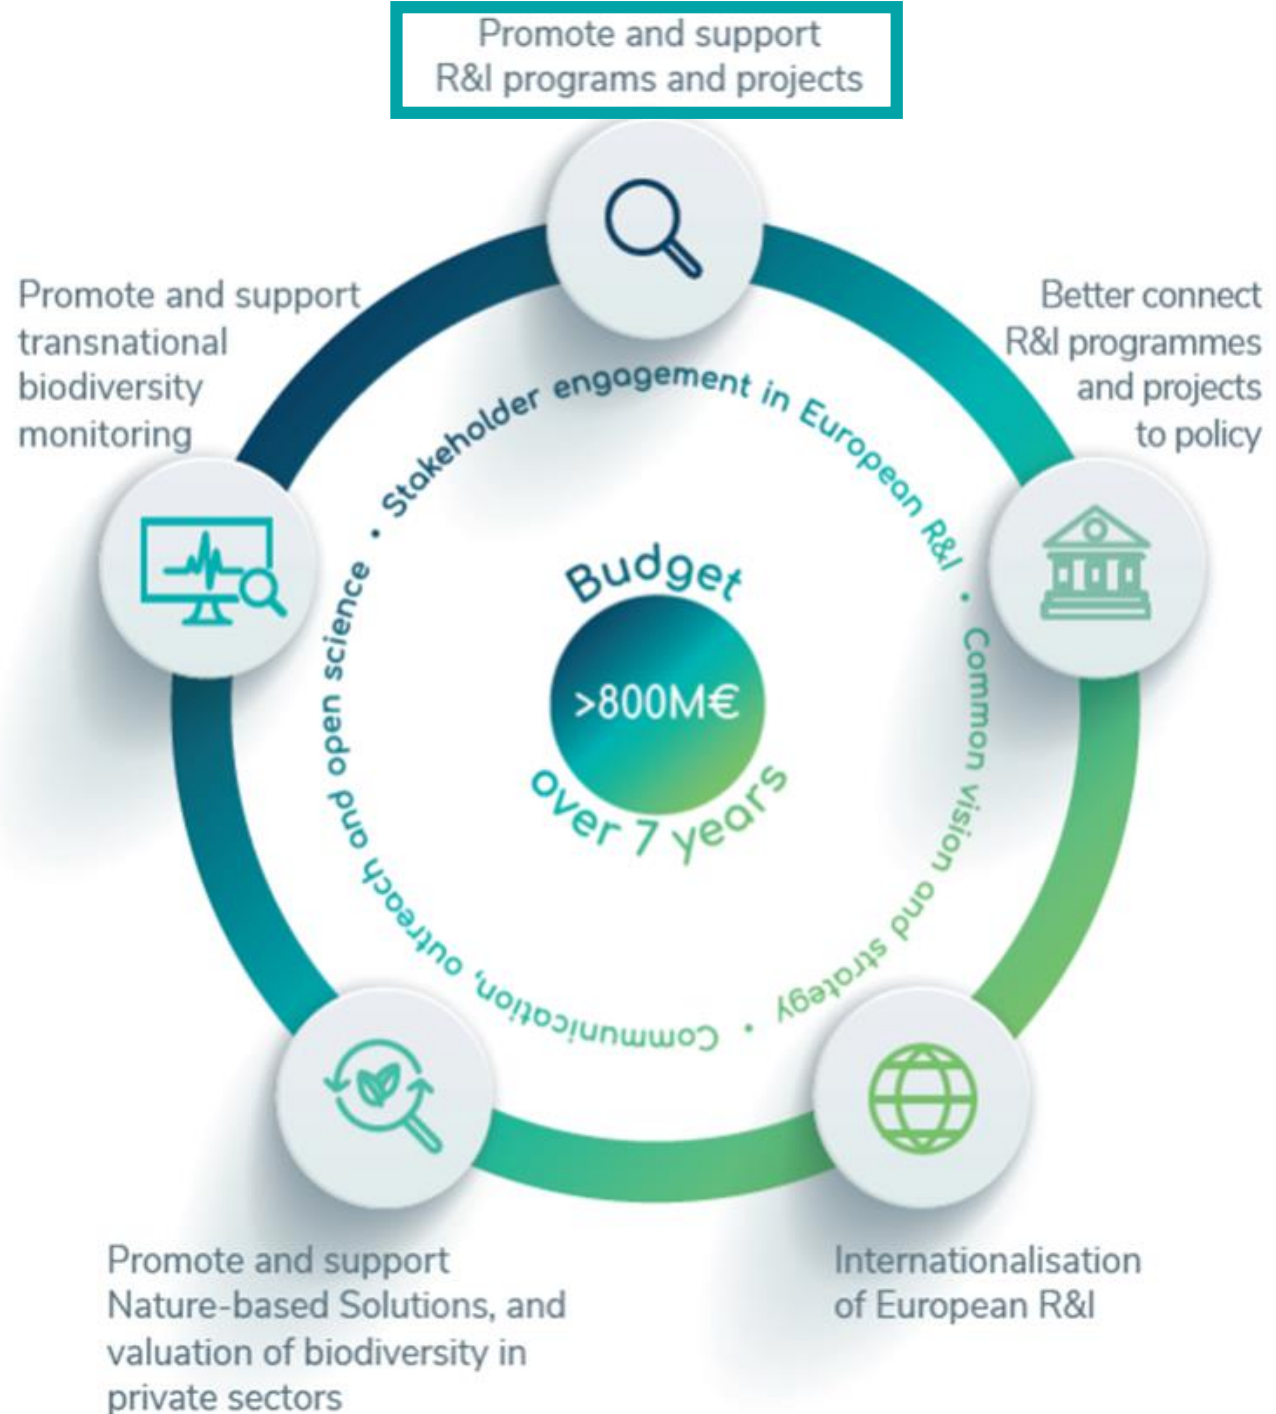 Promote and support
R&I programs and projects
Promote and support
transnational
biodiversity
monitoring
Better connect
R&I programmes
and projects
to policy
• Stakeholder engagement in European R&I • Common vision and strategy • Communication, outreach and open science
Budget
>800M€
over 7 years
Promote and support
Nature-based Solutions, and
valuation of biodiversity in
private sectors
Internationalisation
of European R&I